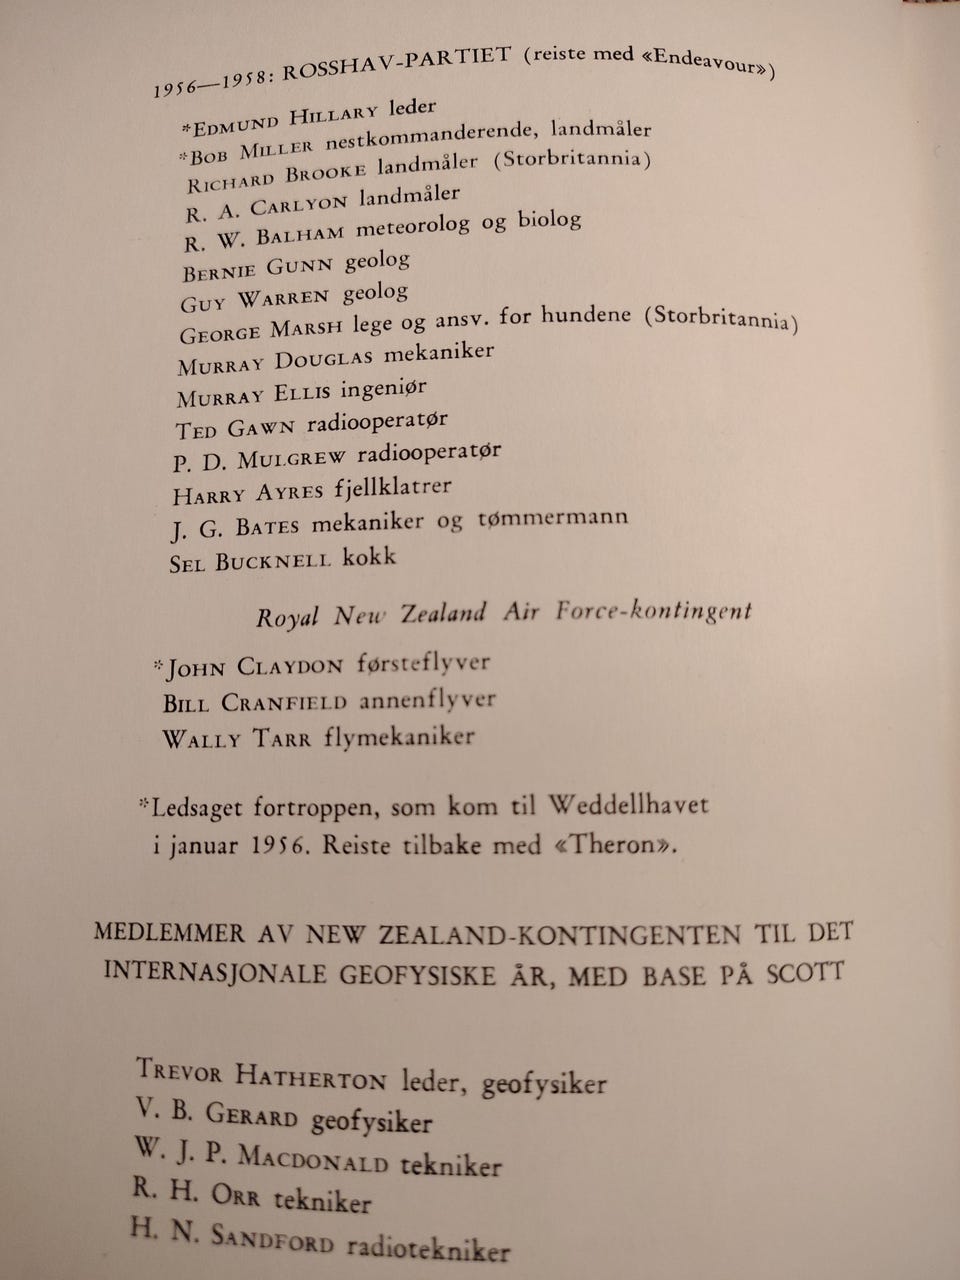 1956—1958: ROSSHAV-PARTIET (reiste med «Endeavour»)
*EDMUND HILLARY leder
*BOB MILLER nestkommanderende, landmåler
RICHARD BROOKE landmåler (Storbritannia)
R. A. CARLYON landmåler
R. W. BALHAM meteorolog og biolog
BERNIE GUNN geolog
GUY WARREN geolog
GEORGE MARSH lege og ansv. for hundene (Storbritannia)
MURRAY DOUGLAS mekaniker
MURRAY ELLIS ingeniør
TED GAWN radiooperatør
P. D. MULGREW radiooperatør
HARRY AYRES fjellklatrer
J. G. BATES mekaniker og tømmermann
SEL BUCKNELL kokk
Royal New Zealand Air Force-kontingent
*JOHN CLAYDON førsteflyver
BILL CRANFIELD annenflyver
WALLY TARR flymekaniker
*Ledsaget fortroppen, som kom til Weddellhavet
i januar 1956. Reiste tilbake med «Theron».
MEDLEMMER AV NEW ZEALAND-KONTINGENTEN TIL DET
INTERNASJONALE GEOFYSISKE ÅR, MED BASE PÅ SCOTT
TREVOR HATHERTON leder, geofysiker
V. B. GERARD geofysiker
W. J. P. MACDONALD tekniker
R. H. ORR tekniker
H. N. SANDFORD radiotekniker